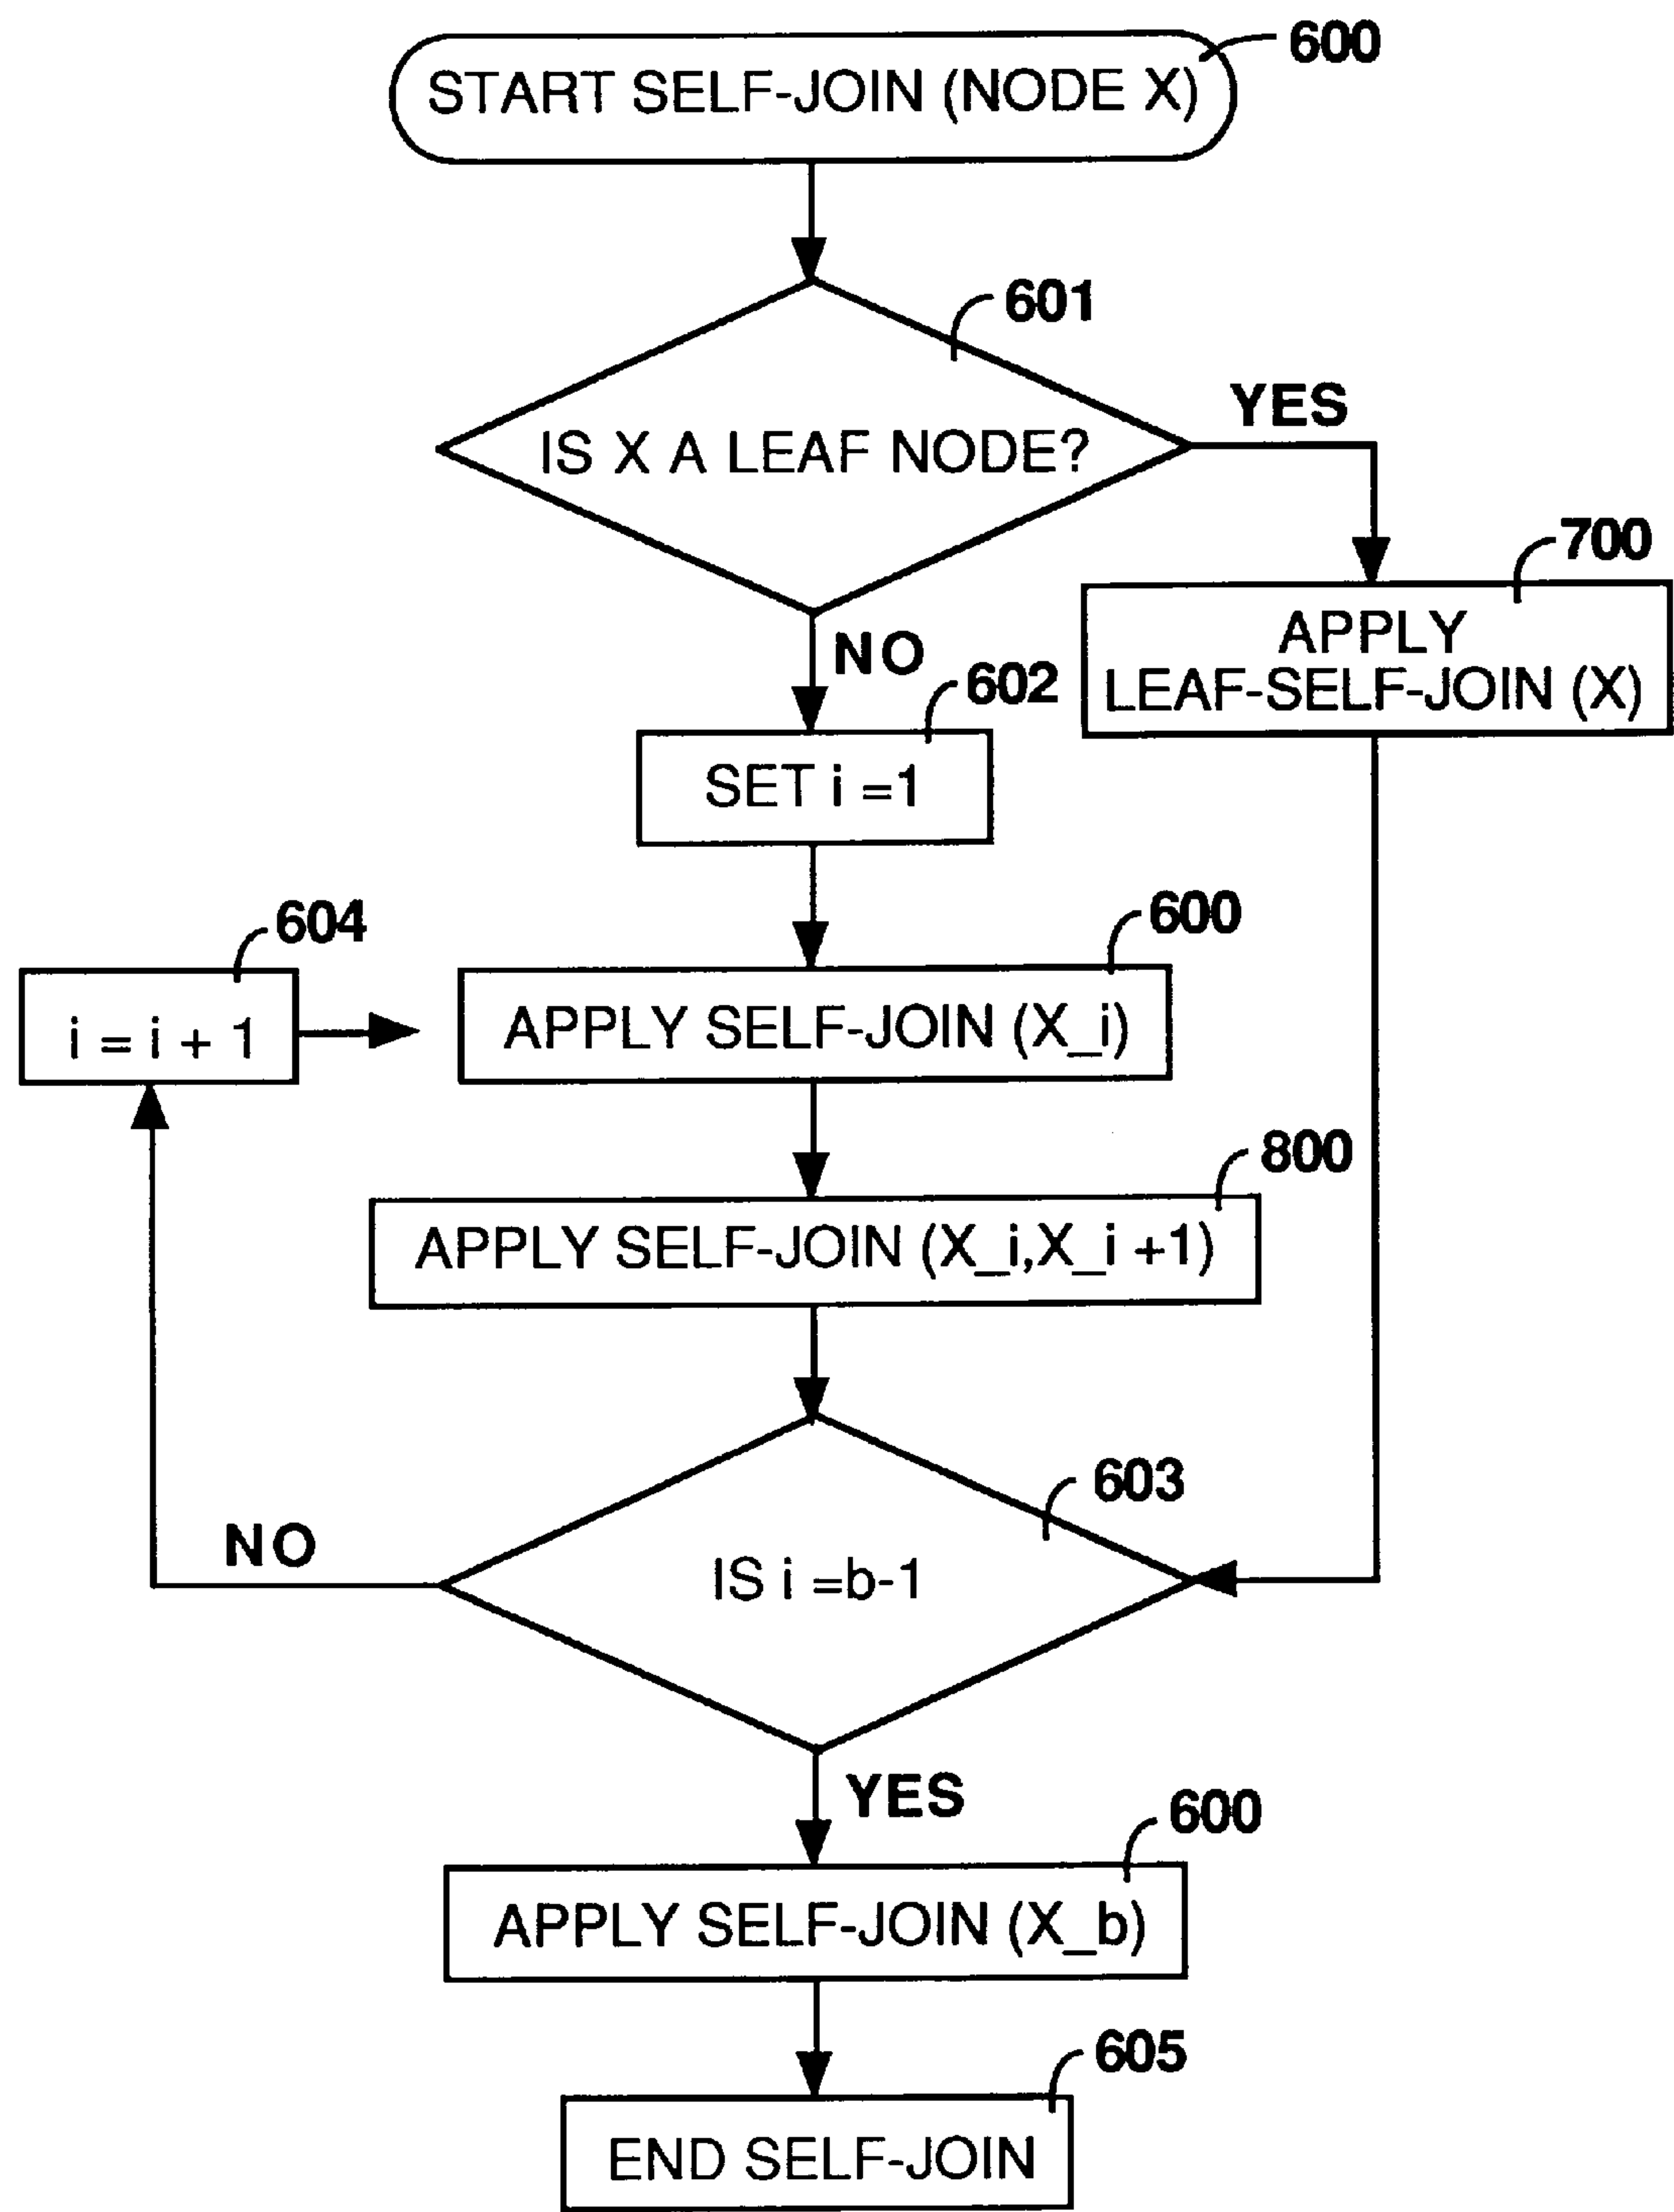 600
START SELF-JOIN (NODE X)
601
IS X A LEAF NODE?
YES
700
APPLY
LEAF-SELF-JOIN (X)
NO
602
SET i =1
604
i = i + 1
600
APPLY SELF-JOIN (X_i)
800
APPLY SELF-JOIN (X_i,X_i +1)
603
IS i =b-1
NO
YES
600
APPLY SELF-JOIN (X_b)
605
END SELF-JOIN